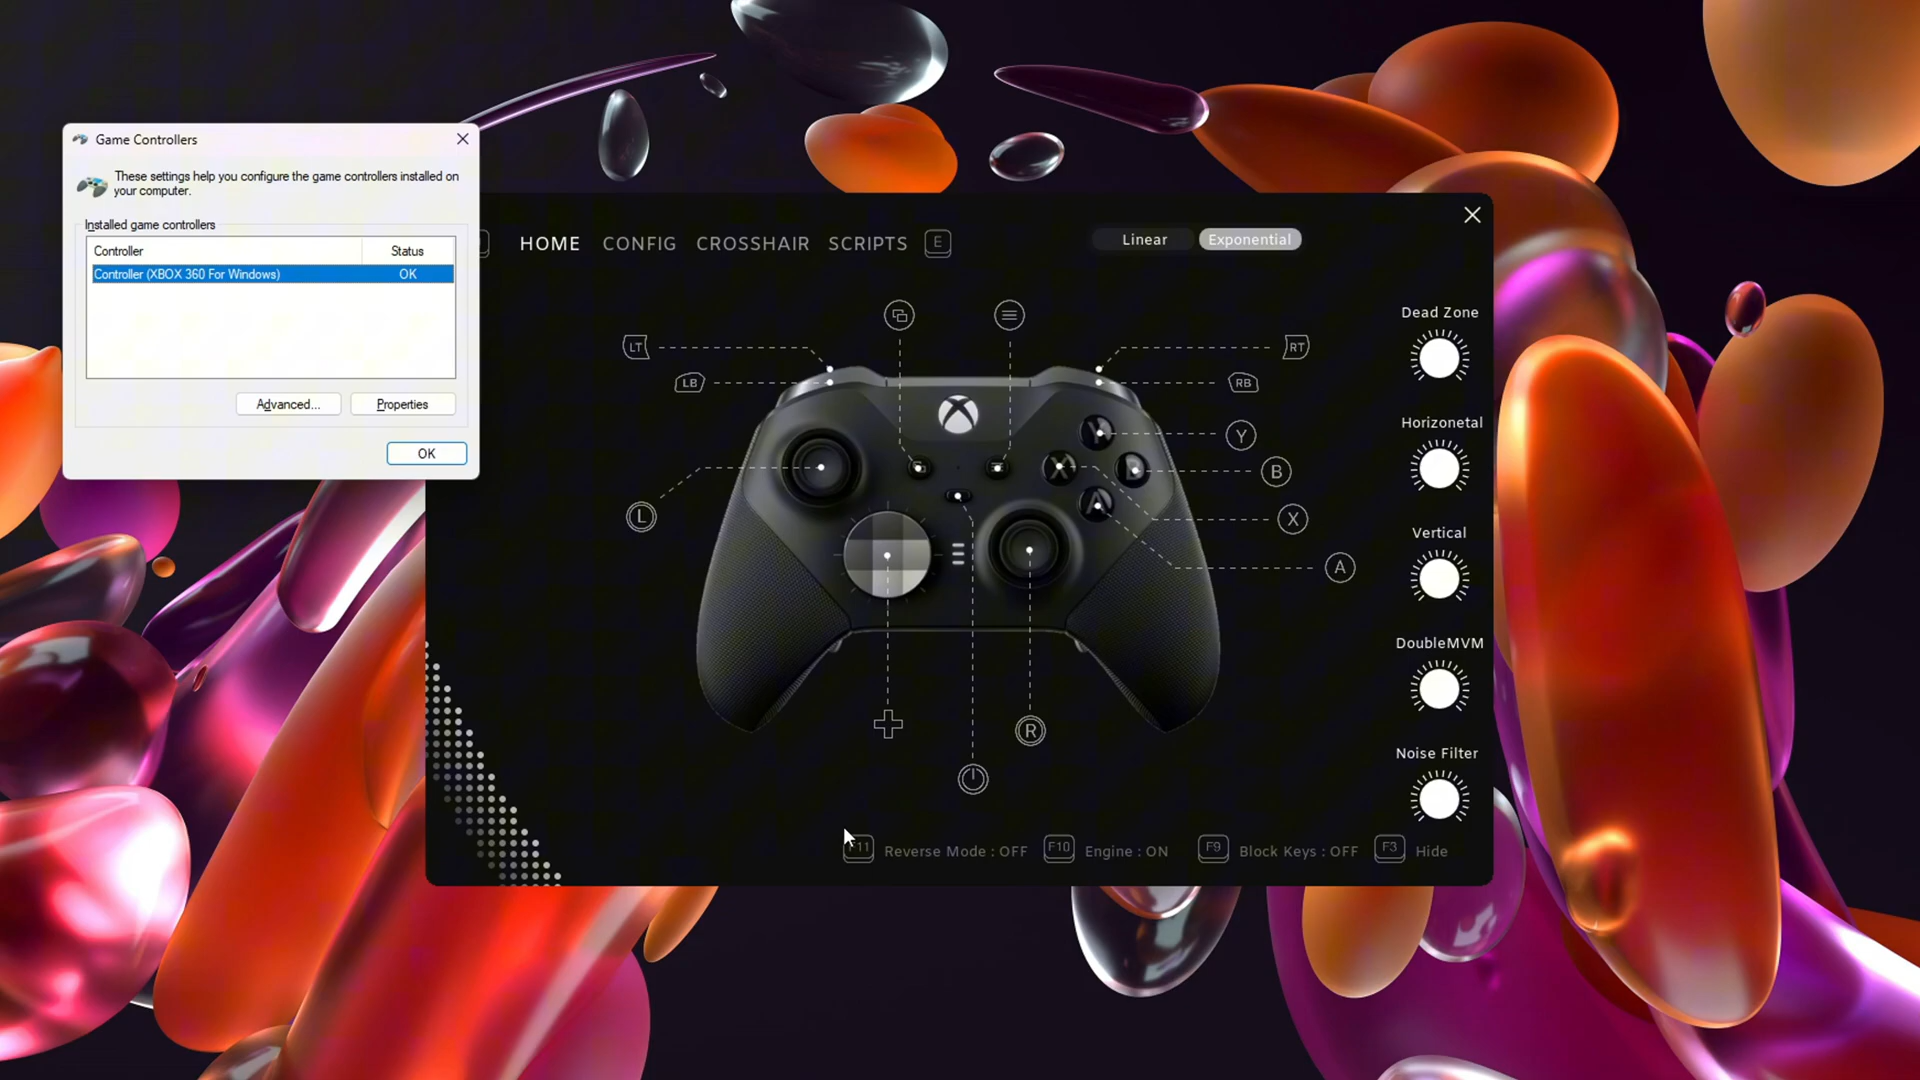 Game Controllers
These settings help you configure the game controllers installed on
your computer.
Installed game controllers
Controller Status
Controller (XBOX 360 For Windows) OK
Advanced... Properties
OK
HOME CONFIG CROSSHAIR SCRIPTS E
Linear Exponential
LT
LB
RT
RB
Y
B
X
A
L
R
Y
X
A
Dead Zone
Horizonetal
Vertical
DoubleMVM
Noise Filter
F11 Reverse Mode : OFF F10 Engine : ON F9 Block Keys : OFF F3 Hide